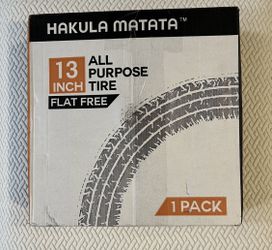 HAKULA MATATA™
13 INCH
ALL
PURPOSE
TIRE
FLAT FREE
1 PACK